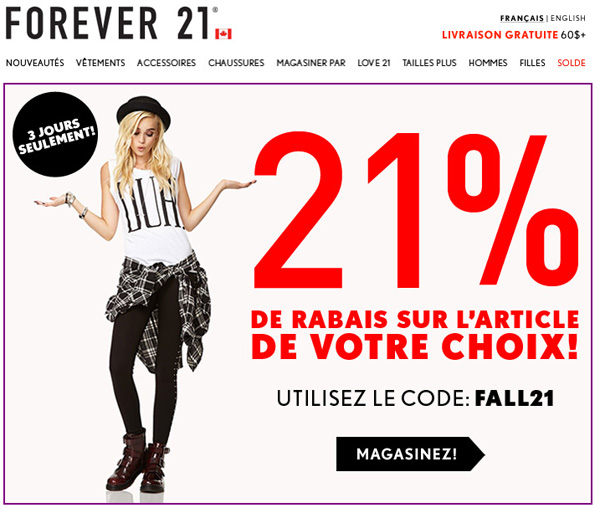 FOREVER 21®
FRANÇAIS | ENGLISH
LIVRAISON GRATUITE 60$+
NOUVEAUTÉS VÊTEMENTS ACCESSOIRES CHAUSSURES MAGASINER PAR LOVE 21 TAILLES PLUS HOMMES FILLES SOLDE
3 JOURS
SEULEMENT!
DUH
21%
DE RABAIS SUR L'ARTICLE
DE VOTRE CHOIX!
UTILISEZ LE CODE: FALL21
MAGASINEZ!